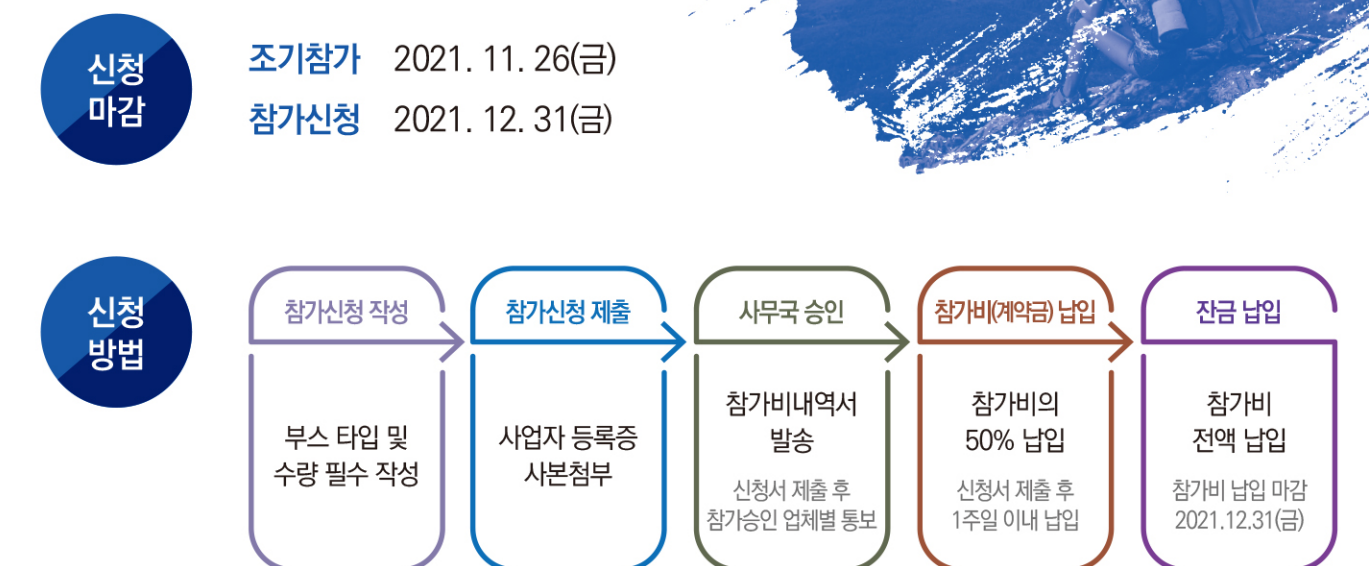 신청
마감
조기참가 2021. 11. 26(금)
참가신청 2021. 12. 31(금)
신청
방법
참가신청 작성
부스 타입 및
수량 필수 작성
참가신청 제출
사업자 등록증
사본첨부
사무국 승인
참가비내역서
발송
신청서 제출 후
참가승인 업체별 통보
참가비(계약금) 납입
참가비의
50% 납입
신청서 제출 후
1주일 이내 납입
잔금 납입
참가비
전액 납입
참가비 납입 마감
2021.12.31(금)